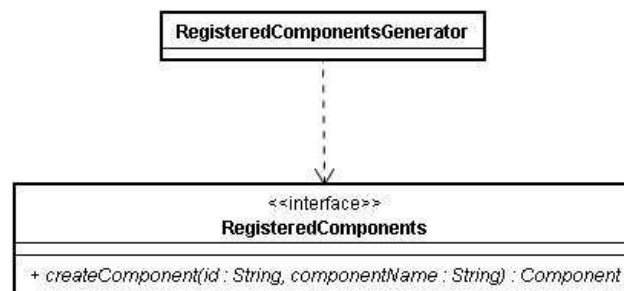 RegisteredComponentsGenerator
<<interface>>
RegisteredComponents
+ createComponent(id : String, componentName : String) : Component